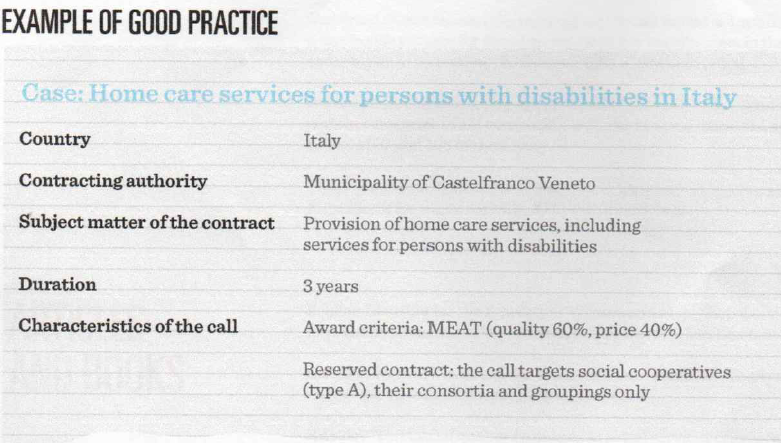 EXAMPLE OF GOOD PRACTICE
Case: Home care services for persons with disabilities in Italy
Country Italy
Contracting authority Municipality of Castelfranco Veneto
Subject matter of the contract Provision of home care services, including
services for persons with disabilities
Duration 3 years
Characteristics of the call Award criteria: MEAT (quality 60%, price 40%)
Reserved contract: the call targets social cooperatives
(type A), their consortia and groupings only